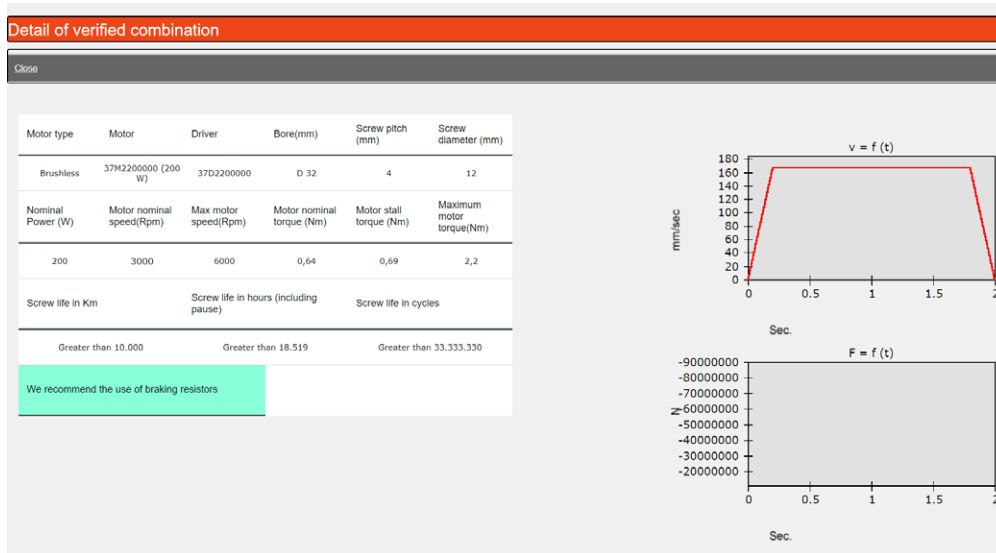 Detail of verified combination
Close
Motor type Motor Driver Bore(mm) Screw pitch (mm) Screw diameter (mm)
Brushless 37M2200000 (200 W) 37D2200000 D 32 4 12
Nominal Power (W) Motor nominal speed(Rpm) Max motor speed(Rpm) Motor nominal torque (Nm) Motor stall torque (Nm) Maximum motor torque(Nm)
200 3000 6000 0,64 0,69 2,2
Screw life in Km Screw life in hours (including pause) Screw life in cycles
Greater than 10.000 Greater than 18.519 Greater than 33.333.330
We recommend the use of braking resistors
v = f (t)
mm/sec
180
160
140
120
100
80
60
40
20
0
0 0.5 1 1.5 2
Sec.
F = f (t)
N
-90000000
-80000000
-70000000
-60000000
-50000000
-40000000
-30000000
-20000000
0 0.5 1 1.5 2
Sec.